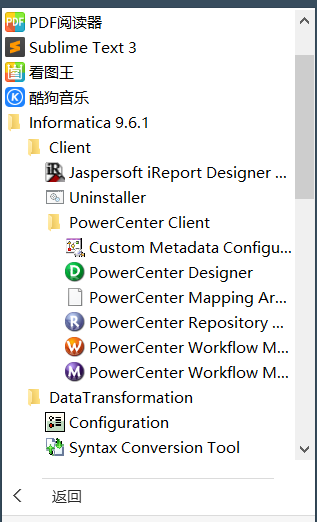 PDF阅读器
Sublime Text 3
看图王
酷狗音乐
Informatica 9.6.1
Client
Jaspersoft iReport Designer ...
Uninstaller
PowerCenter Client
Custom Metadata Configu...
PowerCenter Designer
PowerCenter Mapping Ar...
PowerCenter Repository ...
PowerCenter Workflow M...
PowerCenter Workflow M...
DataTransformation
Configuration
Syntax Conversion Tool
返回